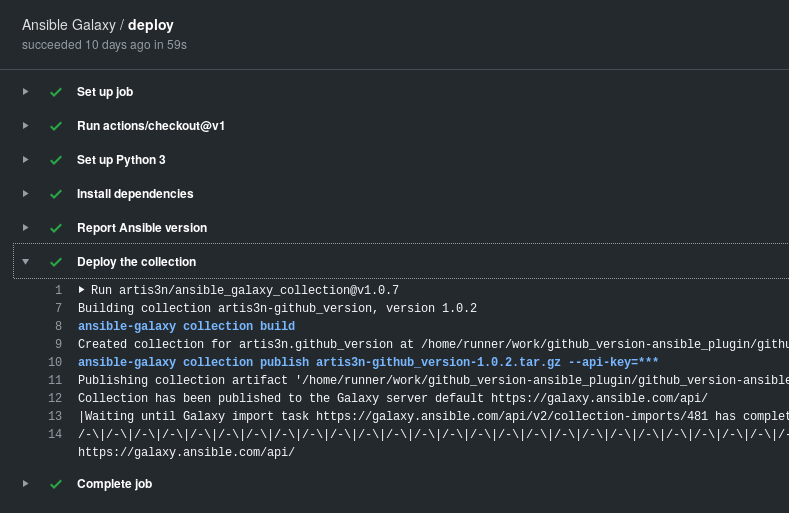 Ansible Galaxy / deploy
succeeded 10 days ago in 59s
Set up job
Run actions/checkout@v1
Set up Python 3
Install dependencies
Report Ansible version
Deploy the collection
1 Run artis3n/ansible_galaxy_collection@v1.0.7
7 Building collection artis3n-github_version, version 1.0.2
8 ansible-galaxy collection build
9 Created collection for artis3n.github_version at /home/runner/work/github_version-ansible_plugin/githu
10 ansible-galaxy collection publish artis3n-github_version-1.0.2.tar.gz --api-key=***
11 Publishing collection artifact '/home/runner/work/github_version-ansible_plugin/github_version-ansible
12 Collection has been published to the Galaxy server default https://galaxy.ansible.com/api/
13 |Waiting until Galaxy import task https://galaxy.ansible.com/api/v2/collection-imports/481 has complet
14 /-\|/-\|/-\|/-\|/-\|/-\|/-\|/-\|/-\|/-\|/-\|/-\|/-\|/-\|/-\|/-\|/-\|/-\|/-\|/-\|/-\|/-\|/-\|/-\|/-\|/-
https://galaxy.ansible.com/api/
Complete job